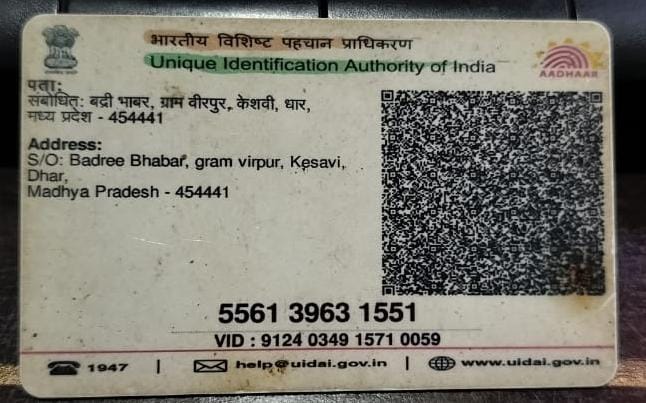 भारतीय विशिष्ट पहचान प्राधिकरण
Unique Identification Authority of India
AADHAAR
पता:
संबोधित: बद्री भाबर, ग्राम वीरपुर, केशवी, धार,
मध्य प्रदेश - 454441
Address:
S/O: Badree Bhabar, gram virpur, Kesavi,
Dhar,
Madhya Pradesh - 454441
5561 3963 1551
VID : 9124 0349 1571 0059
1947 | help@uidai.gov.in | www.uidai.gov.in